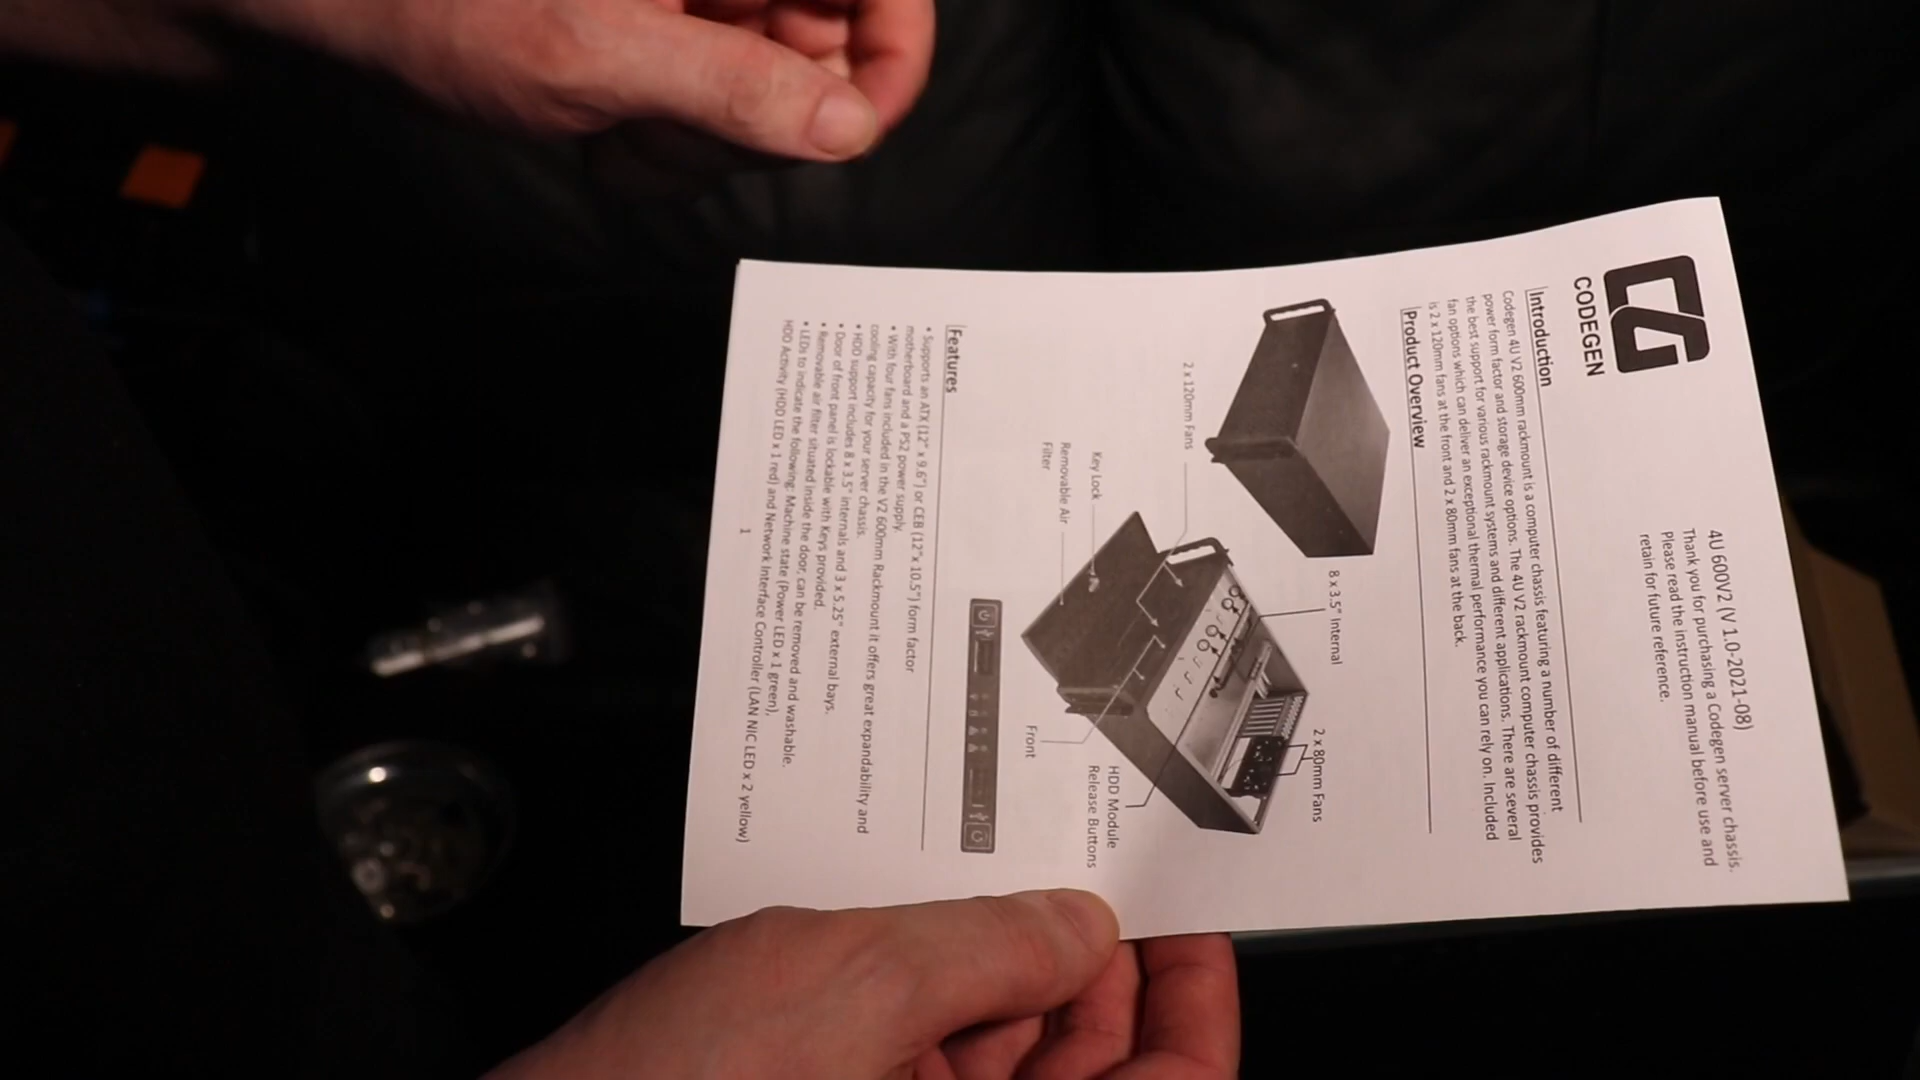 CODEGEN
4U 600V2 (V 1.0-2021-08)
Thank you for purchasing a Codegen server chassis.
Please read the instruction manual before use and
retain for future reference.
Introduction
Codegen 4U V2 600mm rackmount is a computer chassis featuring a number of different
power form factor and storage device options. The 4U V2 rackmount computer chassis provides
the best support for various rackmount systems and different applications. There are several
fan options which can deliver an exceptional thermal performance you can rely on. Included
is 2 x 120mm fans at the front and 2 x 80mm fans at the back.
Product Overview
8 x 3.5" Internal
2 x 80mm Fans
2 x 120mm Fans
Key Lock
Removable Air
Filter
HDD Module
Release Buttons
Front
Features
• Supports an ATX (12" x 9.6") or CEB (12"x 10.5") form factor
motherboard and a PS2 power supply.
• With four fans included in the V2 600mm Rackmount it offers great expandability and
cooling capacity for your server chassis.
• HDD support includes 8 x 3.5" internals and 3 x 5.25" external bays.
• Door of front panel is lockable with Keys provided.
• Removable air filter situated inside the door, can be removed and washable.
• LEDs to indicate the following: Machine state (Power LED x 1 green),
HDD Activity (HDD LED x 1 red) and Network Interface Controller (LAN NIC LED x 2 yellow)
1